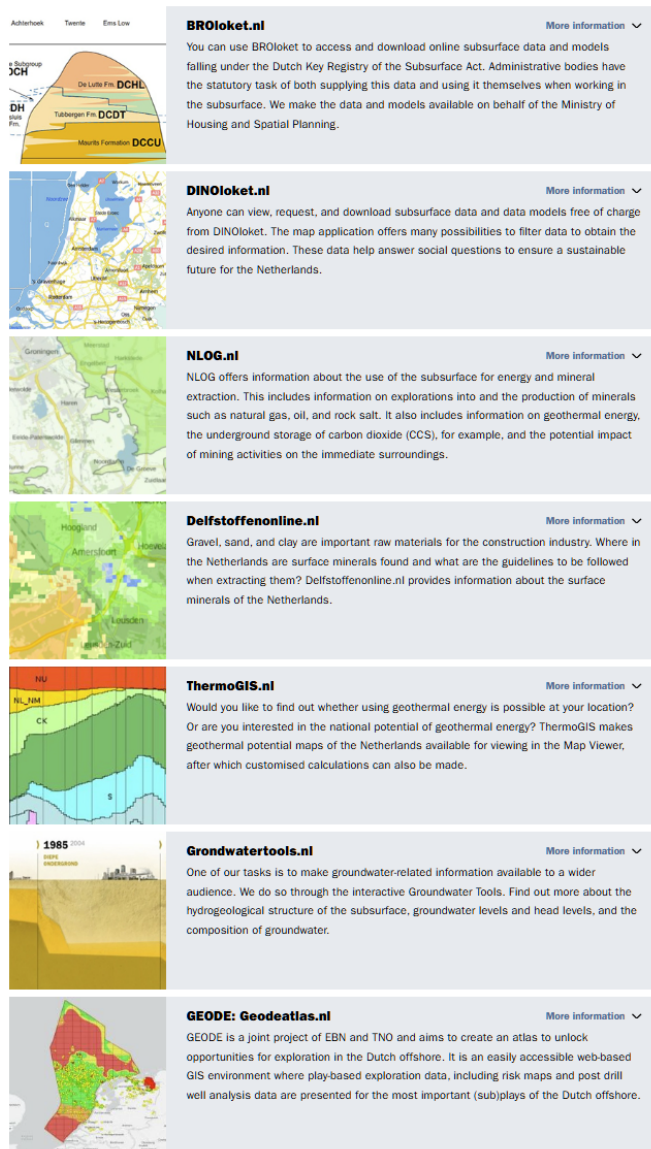 Achterhoek Twente Ems Low
e Subgroup
DCH
De Lutte Fm. DCHL
DH
Tubbergen Fm. DCDT
Maurits Formation DCCU
BROloket.nl
More information
You can use BROloket to access and download online subsurface data and models
falling under the Dutch Key Registry of the Subsurface Act. Administrative bodies have
the statutory task of both supplying this data and using it themselves when working in
the subsurface. We make the data and models available on behalf of the Ministry of
Housing and Spatial Planning.
Amsterdam
Utrecht
Rotterdam
Arnhem
Nijmegen
DINOloket.nl
More information
Anyone can view, request, and download subsurface data and data models free of charge
from DINOloket. The map application offers many possibilities to filter data to obtain the
desired information. These data help answer social questions to ensure a sustainable
future for the Netherlands.
Groningen
Haren
Glimmen
De Groeve
NLOG.nl
More information
NLOG offers information about the use of the subsurface for energy and mineral
extraction. This includes information on explorations into and the production of minerals
such as natural gas, oil, and rock salt. It also includes information on geothermal energy,
the underground storage of carbon dioxide (CCS), for example, and the potential impact
of mining activities on the immediate surroundings.
Hoogland
Amersfoort
Leusden
Delfstoffenonline.nl
More information
Gravel, sand, and clay are important raw materials for the construction industry. Where in
the Netherlands are surface minerals found and what are the guidelines to be followed
when extracting them? Delfstoffenonline.nl provides information about the surface
minerals of the Netherlands.
NU
NL_NM
CK
S
ThermoGIS.nl
More information
Would you like to find out whether using geothermal energy is possible at your location?
Or are you interested in the national potential of geothermal energy? ThermoGIS makes
geothermal potential maps of the Netherlands available for viewing in the Map Viewer,
after which customised calculations can also be made.
1985 2004
DIEPE
ONDERGROND
Grondwatertools.nl
More information
One of our tasks is to make groundwater-related information available to a wider
audience. We do so through the interactive Groundwater Tools. Find out more about the
hydrogeological structure of the subsurface, groundwater levels and head levels, and the
composition of groundwater.
GEODE: Geodeatlas.nl
More information
GEODE is a joint project of EBN and TNO and aims to create an atlas to unlock
opportunities for exploration in the Dutch offshore. It is an easily accessible web-based
GIS environment where play-based exploration data, including risk maps and post drill
well analysis data are presented for the most important (sub)plays of the Dutch offshore.